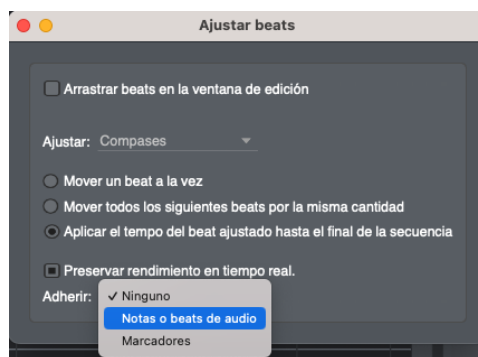 Ajustar beats
Arrastrar beats en la ventana de edición
Ajustar: Compases
Mover un beat a la vez
Mover todos los siguientes beats por la misma cantidad
Aplicar el tempo del beat ajustado hasta el final de la secuencia
Preservar rendimiento en tiempo real.
Adherir: ✓ Ninguno
Notas o beats de audio
Marcadores